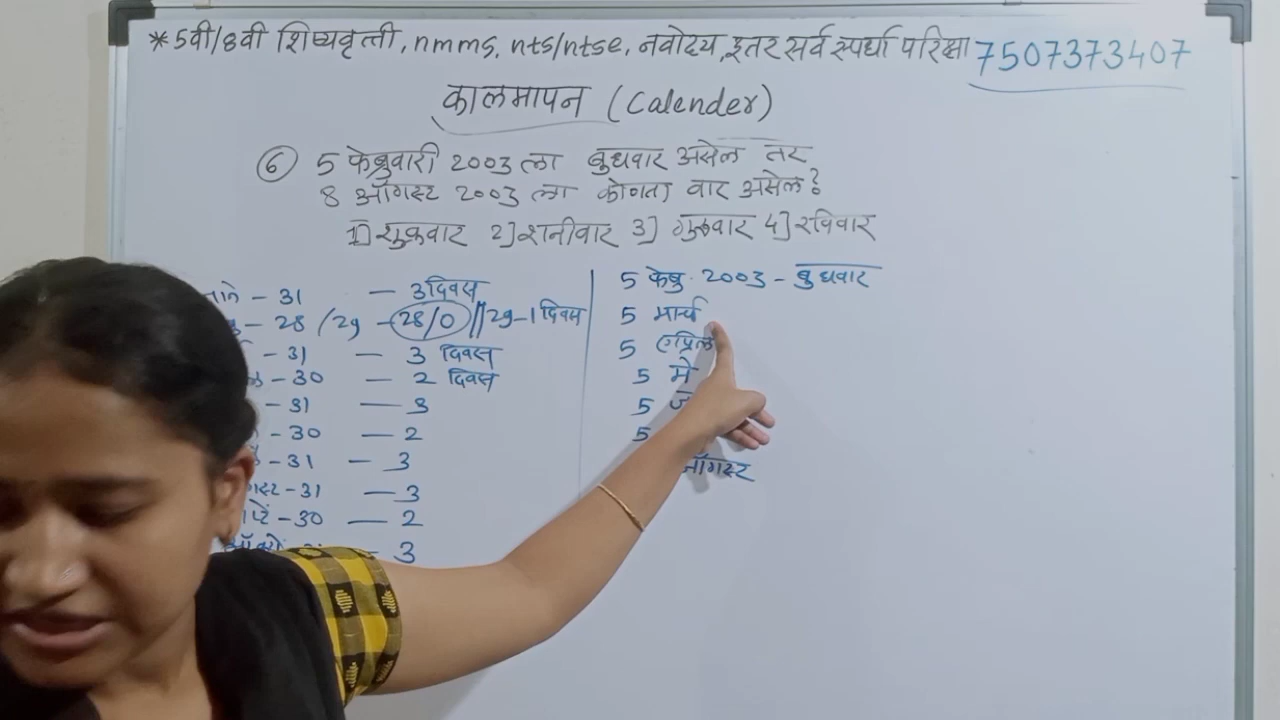 * 5वी/8वी शिष्यवृत्ती, nmms, nts/ntse, नवोदय, इतर सर्व स्पर्धा परिक्षा 7507373407
कालमापन (Calender)
6 5 फेब्रुवारी 2003 ला बुधवार असेल तर
8 ऑगस्ट 2003 ला कोणता वार असेल?
1] शुक्रवार 2] शनीवार 3] गुरुवार 4] रविवार
- 31 - 3 दिवस
- 28 / 29 - 28/0 // 29-1 दिवस
- 31 - 3 दिवस
- 30 - 2 दिवस
- 31 - 3
- 30 - 2
- 31 - 3
- 31 - 3
- 30 - 2
- 3
5 फेब्रु. 2003 - बुधवार
5 मार्च
5 एप्रिल
5 मे
5
5
ऑगस्ट